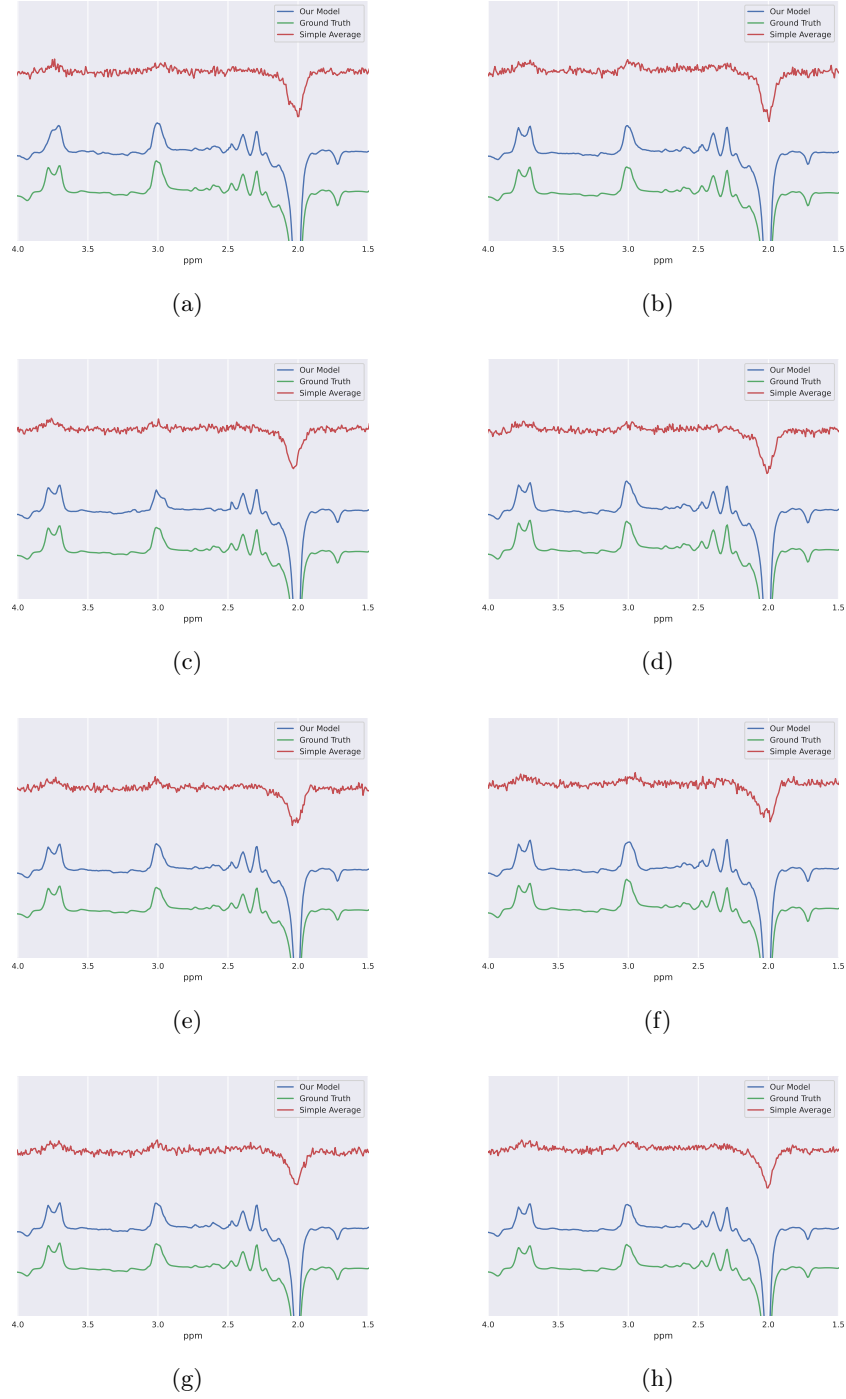 Our Model
Ground Truth
Simple Average
4.0 3.5 3.0 2.5 2.0 1.5
ppm
(a)
Our Model
Ground Truth
Simple Average
4.0 3.5 3.0 2.5 2.0 1.5
ppm
(b)
Our Model
Ground Truth
Simple Average
4.0 3.5 3.0 2.5 2.0 1.5
ppm
(c)
Our Model
Ground Truth
Simple Average
4.0 3.5 3.0 2.5 2.0 1.5
ppm
(d)
Our Model
Ground Truth
Simple Average
4.0 3.5 3.0 2.5 2.0 1.5
ppm
(e)
Our Model
Ground Truth
Simple Average
4.0 3.5 3.0 2.5 2.0 1.5
ppm
(f)
Our Model
Ground Truth
Simple Average
4.0 3.5 3.0 2.5 2.0 1.5
ppm
(g)
Our Model
Ground Truth
Simple Average
4.0 3.5 3.0 2.5 2.0 1.5
ppm
(h)